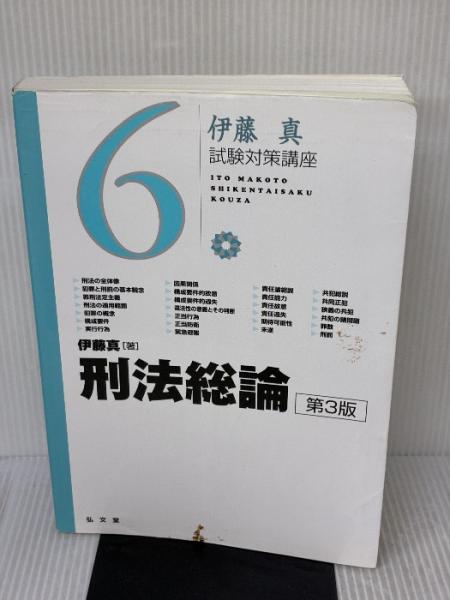 6
伊藤 真
試験対策講座
ITO MAKOTO
SHIKENTAISAKU
KOUZA
刑法の全体像
犯罪と刑罰の基本概念
罪刑法定主義
刑法の適用範囲
犯罪の概念
構成要件
実行行為
因果関係
構成要件的故意
構成要件的過失
違法性の意義とその判断
正当行為
正当防衛
緊急避難
責任論総説
責任能力
責任故意
責任過失
期待可能性
未遂
共犯総説
共同正犯
狭義の共犯
共犯の諸問題
罪数
刑罰
伊藤真[著]
刑法総論
第3版
弘文堂